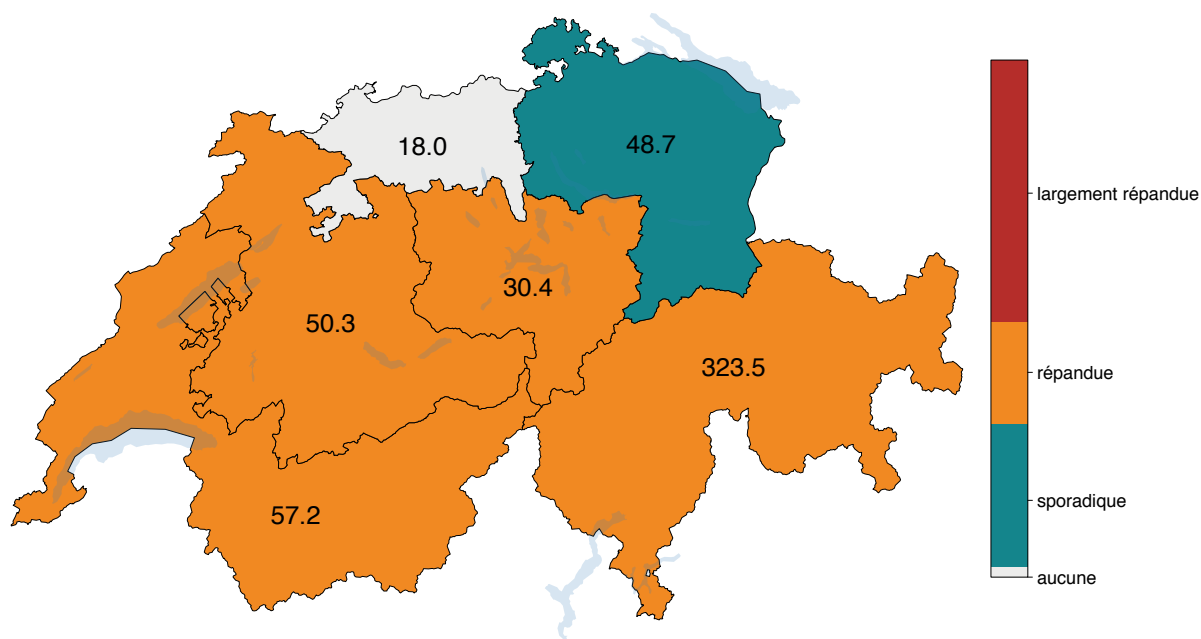 18.0
48.7
largement répandue
30.4
50.3
323.5
répandue
sporadique
57.2
aucune